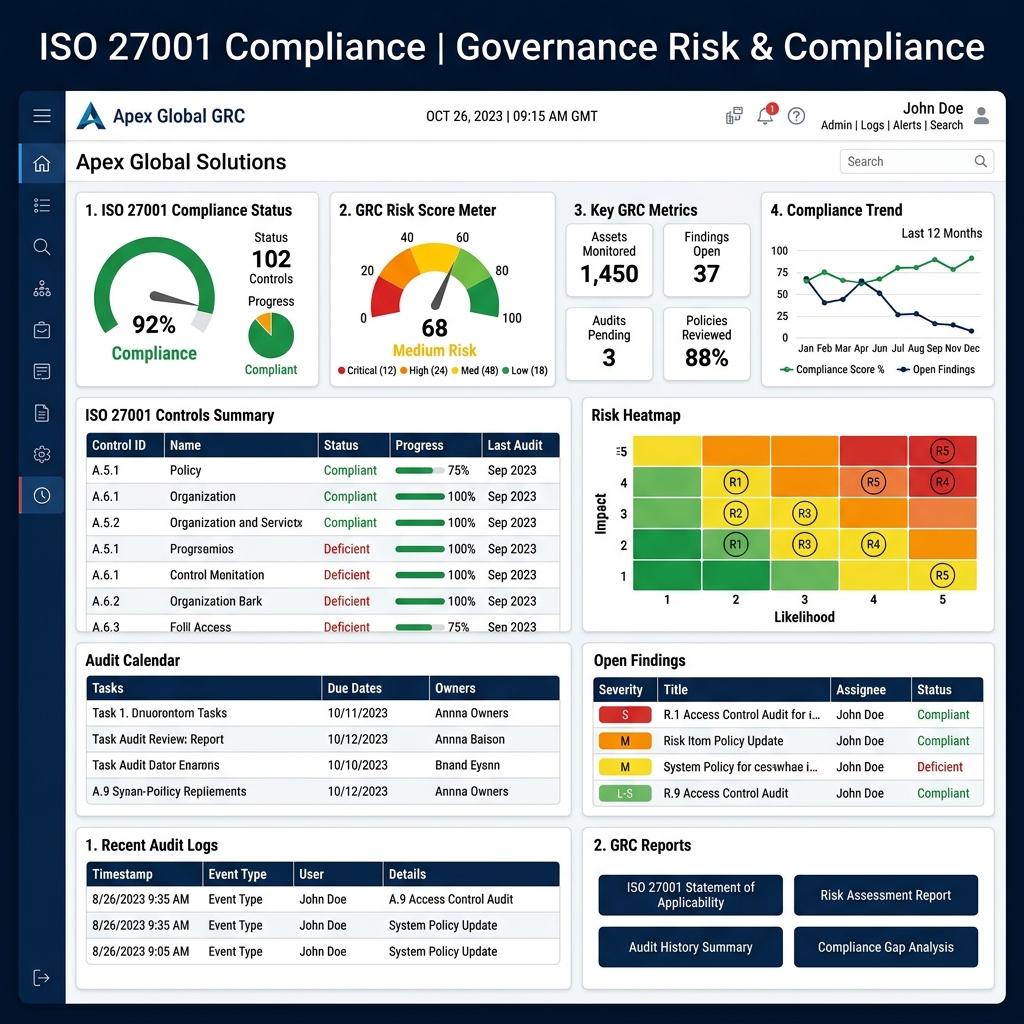 ISO 27001 Compliance | Governance Risk & Compliance
Apex Global GRC
OCT 26, 2023 | 09:15 AM GMT
1
John Doe
Admin | Logs | Alerts | Search
Apex Global Solutions
Search
1. ISO 27001 Compliance Status
92%
Compliance
Status
102
Controls
Progress
Compliant
2. GRC Risk Score Meter
0
20
40
60
80
100
68
Medium Risk
Critical (12) High (24) Med (48) Low (18)
3. Key GRC Metrics
Assets
Monitored
1,450
Findings
Open
37
Audits
Pending
3
Policies
Reviewed
88%
4. Compliance Trend
Last 12 Months
100
75
50
25
0
Jan Feb Mar Apr Jun Jul Aug Sep Nov Dec
Compliance Score % Open Findings
ISO 27001 Controls Summary
Control ID Name Status Progress Last Audit
A.5.1 Policy Compliant 75% Sep 2023
A.6.1 Organization Compliant 100% Sep 2023
A.5.2 Organization and Compliant 100% Sep 2023
A.5.1 Deficient 100% Sep 2023
A.6.1 Control Monitation Deficient 100% Sep 2023
A.6.2 Organization Bark Deficient 100% Sep 2023
A.6.3 Access Deficient 75% Sep 2023
Risk Heatmap
Impact
5 R5
4 R1 R5 R4
3 R2 R3
2 R1 R3 R4
1 R5
1 2 3 4 5
Likelihood
Audit Calendar
Tasks Due Dates Owners
Task 1. Tasks 10/11/2023 Annna Owners
Task Audit Review: Report 10/12/2023 Annna Baison
Task Audit Dator 10/10/2023
A.9 10/12/2023 Annna Owners
Open Findings
Severity Title Assignee Status
S R.1 Access Control Audit for i... John Doe Compliant
M Risk Itom Policy Update John Doe Compliant
M System Policy for i... John Doe Deficient
L-S R.9 Access Control Audit John Doe Compliant
1. Recent Audit Logs
Timestamp Event Type User Details
8/26/2023 9:35 AM Event Type John Doe A.9 Access Control Audit
8/26/2023 9:35 AM Event Type John Doe System Policy Update
8/26/2023 9:05 AM Event Type John Doe System Policy Update
2. GRC Reports
ISO 27001 Statement of
Applicability
Risk Assessment Report
Audit History Summary
Compliance Gap Analysis